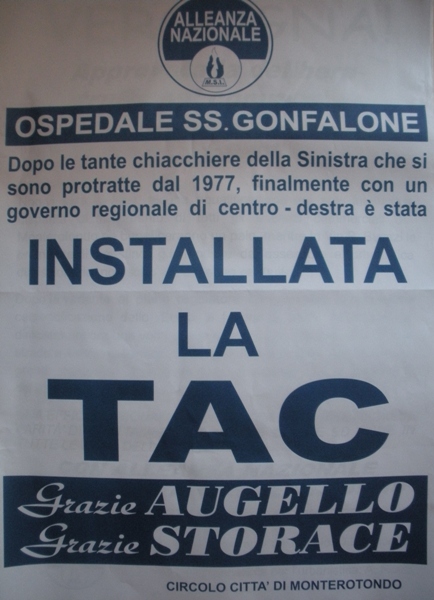 ALLEANZA
NAZIONALE
M.S.I.
OSPEDALE SS. GONFALONE
Dopo le tante chiacchiere della Sinistra che si
sono protratte dal 1977, finalmente con un
governo regionale di centro - destra è stata
INSTALLATA
LA
TAC
Grazie AUGELLO
Grazie STORACE
CIRCOLO CITTA' DI MONTEROTONDO